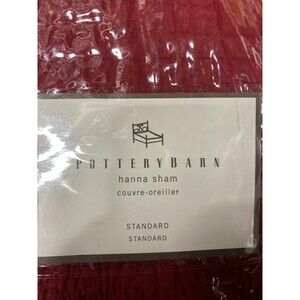 POTTERYBARN
hanna sham
couvre-oreiller
STANDARD
STANDARD